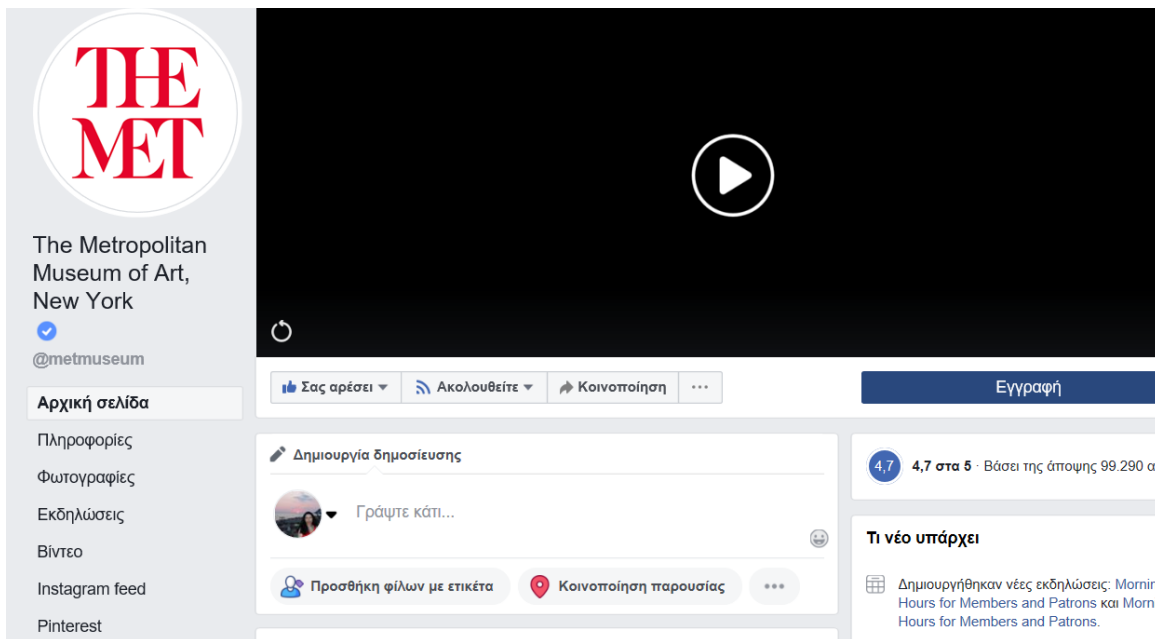 THE
MET
The Metropolitan
Museum of Art,
New York
@metmuseum
Αρχική σελίδα
Πληροφορίες
Φωτογραφίες
Εκδηλώσεις
Βίντεο
Instagram feed
Pinterest
Σας αρέσει
Ακολουθείτε
Κοινοποίηση
Εγγραφή
Δημιουργία δημοσίευσης
Γράψτε κάτι...
Προσθήκη φίλων με ετικέτα
Κοινοποίηση παρουσίας
4,7
4,7 στα 5 · Βάσει της άποψης 99.290 α
Τι νέο υπάρχει
Δημιουργήθηκαν νέες εκδηλώσεις: Mornin
Hours for Members and Patrons και Morn
Hours for Members and Patrons.